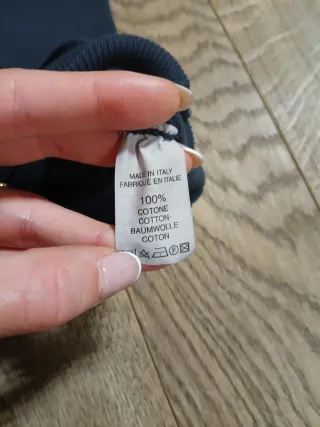 MADE IN ITALY
FABRIQUÉ EN ITALIE
100%
COTONE
COTTON-
BAUMWOLLE
COTON